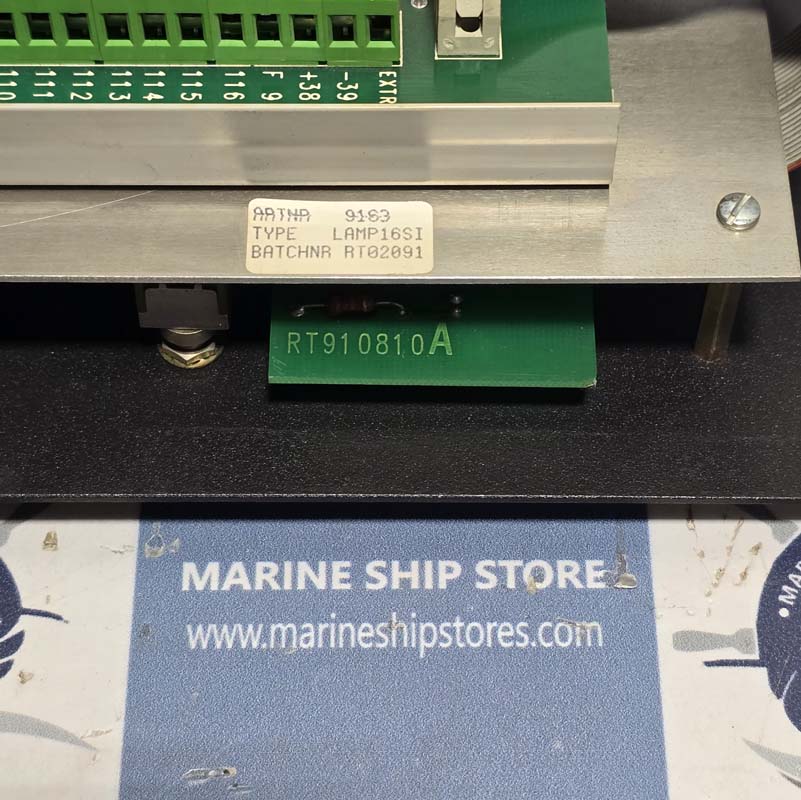 110 111 112 113 114 115 116 F 9 +38 -39 EXTR
ARTNR 9163
TYPE LAMP16SI
BATCHNR RT02091
RT910810A
MARINE SHIP STORE
www.marineshipstores.com
•MAR